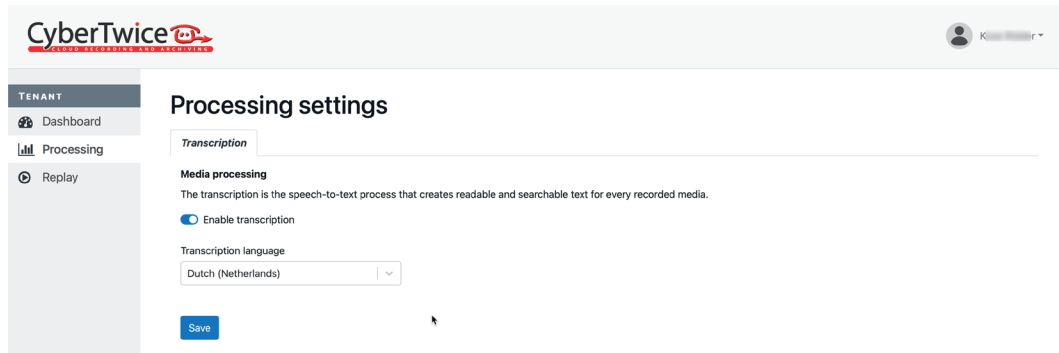 CyberTwice
CLOUD RECORDING AND ARCHIVING
TENANT
Dashboard
Processing
Replay
Processing settings
Transcription
Media processing
The transcription is the speech-to-text process that creates readable and searchable text for every recorded media.
Enable transcription
Transcription language
Dutch (Netherlands)
Save